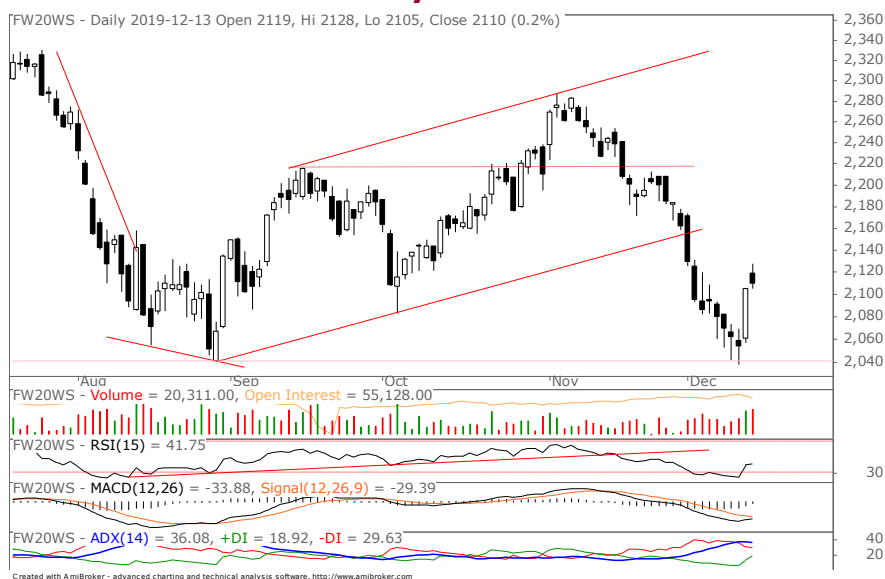 FW20WS - Daily 2019-12-13 Open 2119, Hi 2128, Lo 2105, Close 2110 (0.2%)
2,360
2,340
2,320
2,300
2,280
2,260
2,240
2,220
2,200
2,180
2,160
2,140
2,120
2,100
2,080
2,060
2,040
Aug Sep Oct Nov Dec
FW20WS - Volume = 20,311.00, Open Interest = 55,128.00
FW20WS - RSI(15) = 41.75
30
FW20WS - MACD(12,26) = -33.88, Signal(12,26,9) = -29.39
FW20WS - ADX(14) = 36.08, +DI = 18.92, -DI = 29.63
40
20
Created with AmiBroker - advanced charting and technical analysis software. http://www.amibroker.com